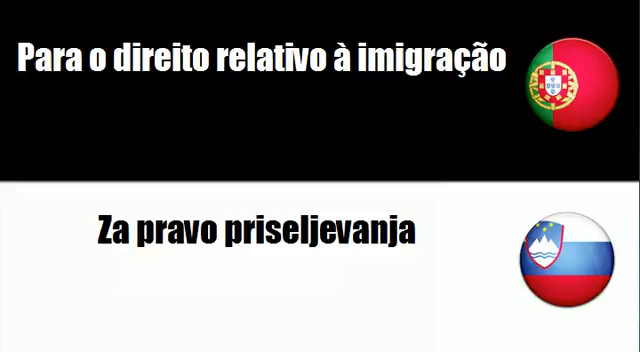 Para o direito relativo à imigração
Za pravo priseljevanja